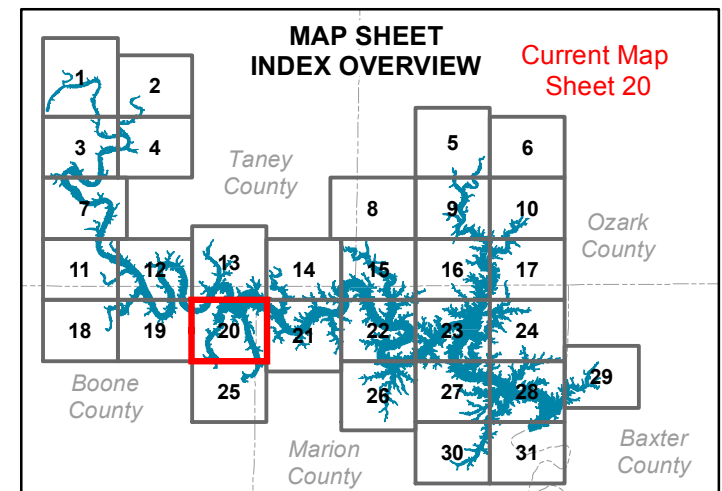 MAP SHEET
INDEX OVERVIEW
Current Map
Sheet 20
1
2
3
4
Taney
County
5
6
7
8
9
10
Ozark
County
11
12
13
14
15
16
17
18
19
20
21
22
23
24
Boone
County
25
26
27
28
29
Marion
County
30
31
Baxter
County